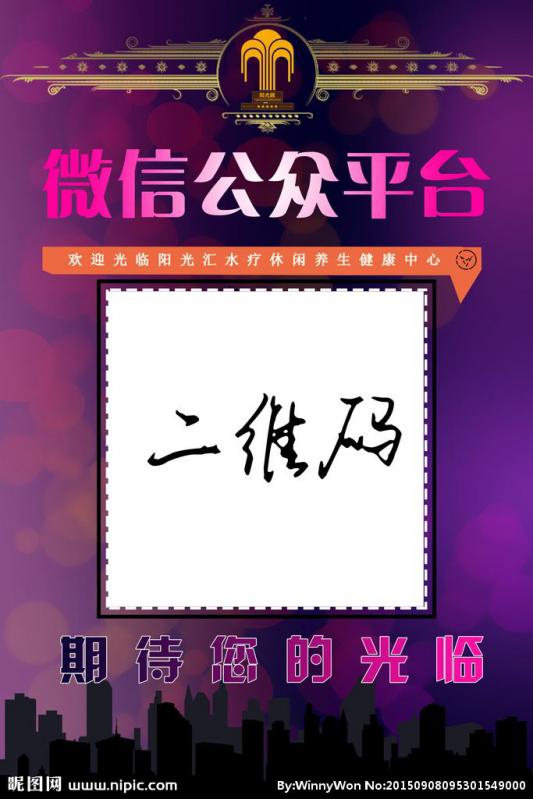 阳光汇
微信公众平台
欢迎光临阳光汇水疗休闲养生健康中心
二维码
期待您的光临
昵图网 www.nipic.com
By:WinnyWon No:20150908095301549000